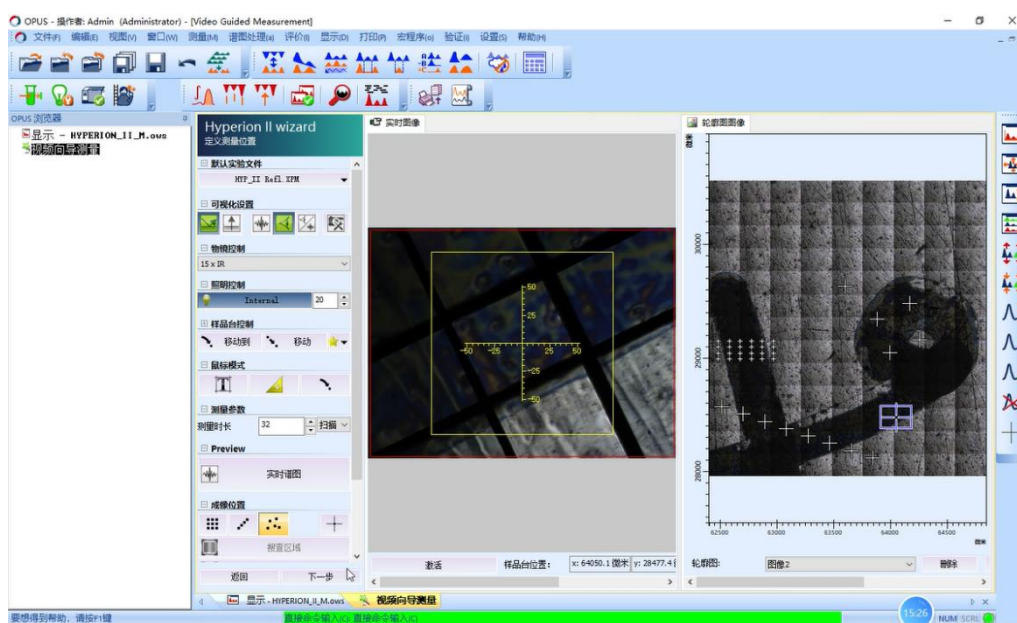 OPUS - 操作者: Admin (Administrator) - [Video Guided Measurement]
文件(F) 编辑(E) 视图(V) 窗口(W) 测量(M) 谱图处理(a) 评价(l) 显示(D) 打印(P) 宏程序(o) 验证(i) 设置(S) 帮助(H)
OPUS 浏览器
显示 - HYPERION_II_M.ows
视频向导测量
Hyperion II wizard
定义测量位置
默认实验文件
HYP_II Refl.XPM
可视化设置
物镜控制
15 x IR
照明控制
Internal 20
样品台控制
移动到 移动
鼠标模式
测量参数
测量时长 32 扫描
Preview
实时谱图
成像位置
搜查区域
返回 下一步
实时图像
50
25
-50 -25 25 50
-25
-50
激活 样品台位置: x: 64050.1 微米 y: 28477.4
轮廓图图像
微米
30000
29000
28000
62500 63000 63500 64000 64500
微米
轮廓图: 图像2 删除
显示 - HYPERION_II_M.ows 视频向导测量
要想得到帮助，请按F1键 直接命令输入(C): 直接命令输入(C) 15:26 NUM SCRL